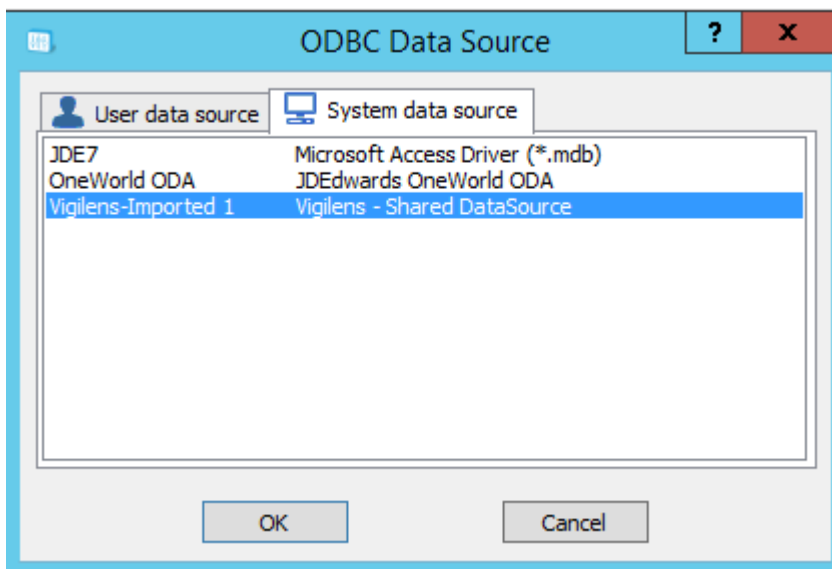 ODBC Data Source ? x
User data source System data source
JDE7 Microsoft Access Driver (*.mdb)
OneWorld ODA JDEdwards OneWorld ODA
Vigilens-Imported 1 Vigilens - Shared DataSource
OK Cancel